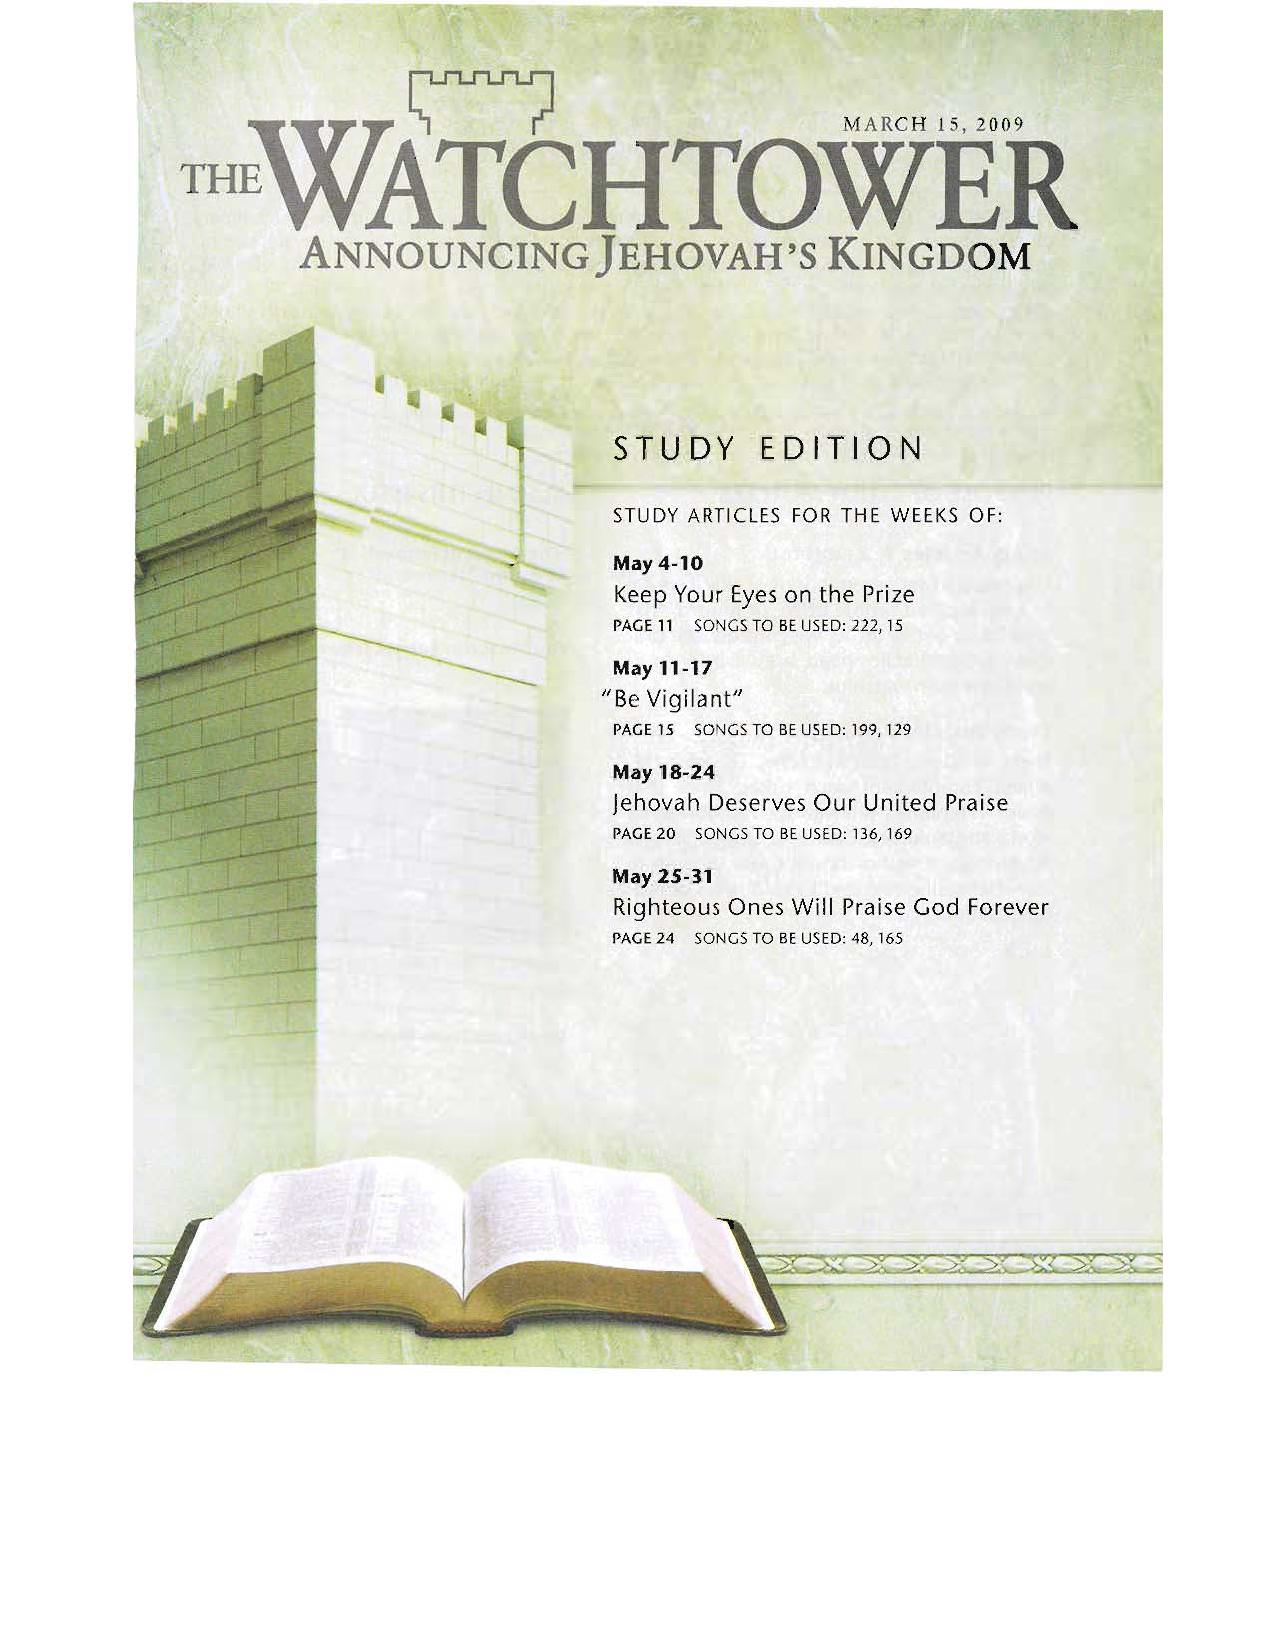 MARCH 15, 2009
THE WATCHTOWER
ANNOUNCING JEHOVAH'S KINGDOM
STUDY EDITION
STUDY ARTICLES FOR THE WEEKS OF:
May 4-10
Keep Your Eyes on the Prize
PAGE 11 SONGS TO BE USED: 222, 15
May 11-17
"Be Vigilant"
PAGE 15 SONGS TO BE USED: 199, 129
May 18-24
Jehovah Deserves Our United Praise
PAGE 20 SONGS TO BE USED: 136, 169
May 25-31
Righteous Ones Will Praise God Forever
PAGE 24 SONGS TO BE USED: 48, 165